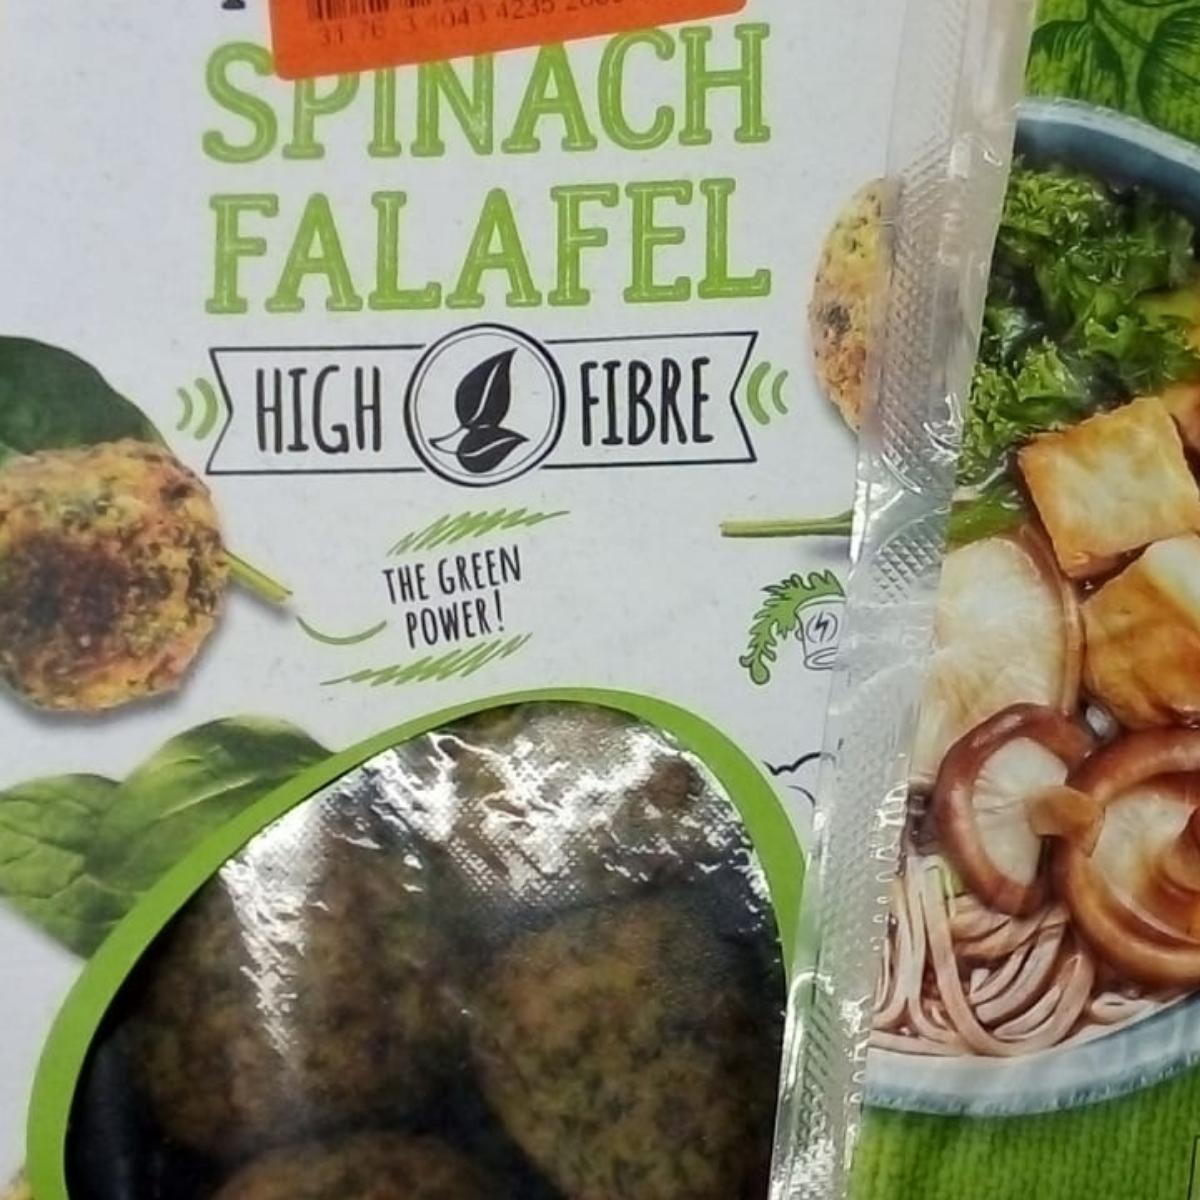 SPINACH
FALAFEL
HIGH FIBRE
THE GREEN
POWER!